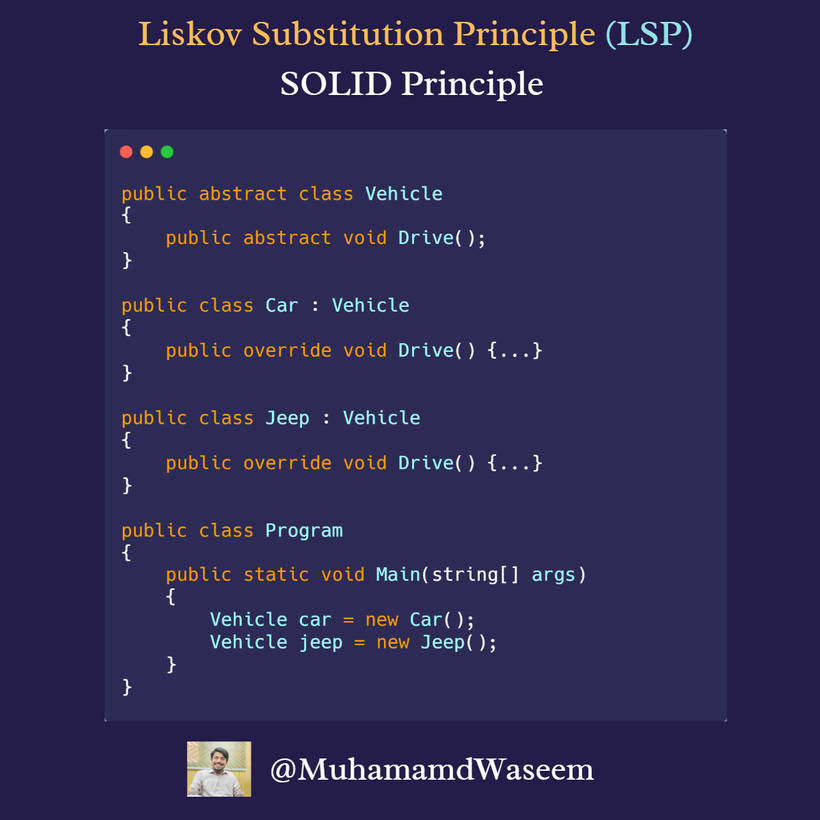 Liskov Substitution Principle (LSP)
SOLID Principle
public abstract class Vehicle
{
    public abstract void Drive();
}
public class Car : Vehicle
{
    public override void Drive() {...}
}
public class Jeep : Vehicle
{
    public override void Drive() {...}
}
public class Program
{
    public static void Main(string[] args)
    {
        Vehicle car = new Car();
        Vehicle jeep = new Jeep();
    }
}
@MuhamamdWaseem